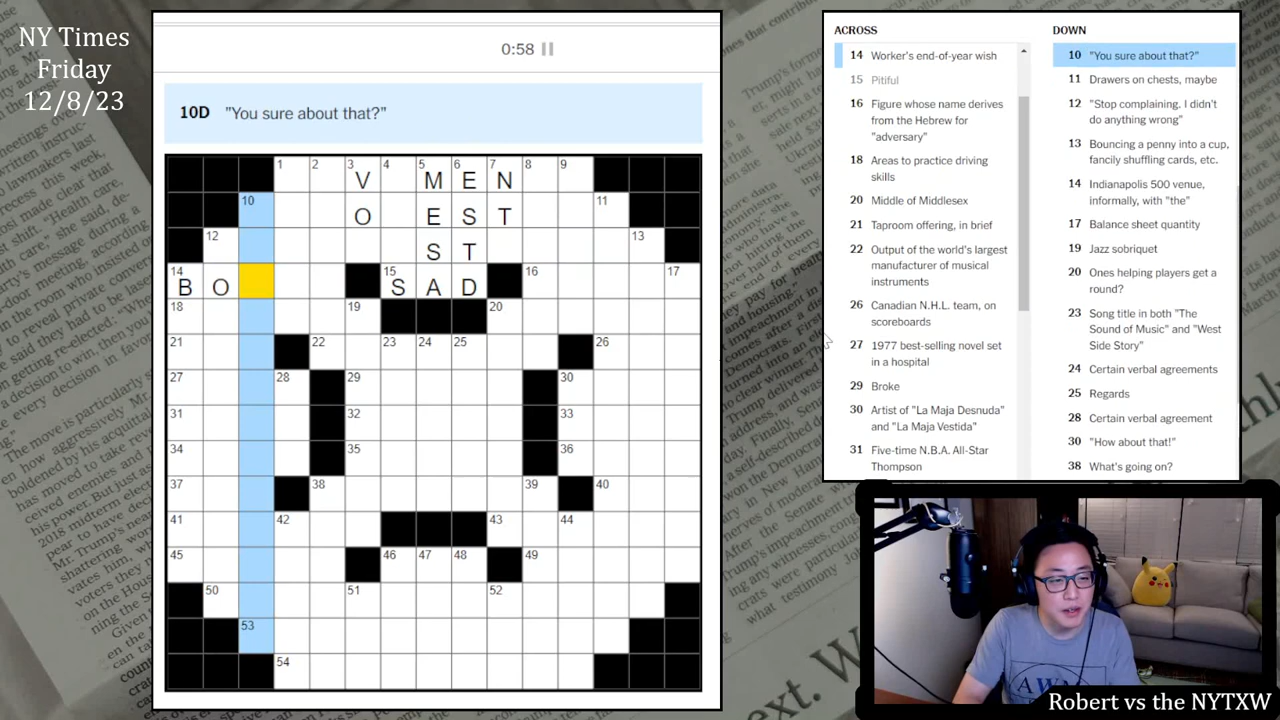 NY Times
Friday
12/8/23
0:58
10D "You sure about that?"
1 2 3 4 5 6 7 8 9
V M E N
10 11
O E S T
12 13
S T
14 15 16 17
B O S A D
18 19 20
21 22 23 24 25 26
27 28 29 30
31 32 33
34 35 36
37 38 39 40
41 42 43 44
45 46 47 48 49
50 51 52
53
54
ACROSS
14 Worker's end-of-year wish
15 Pitiful
16 Figure whose name derives
from the Hebrew for
"adversary"
18 Areas to practice driving
skills
20 Middle of Middlesex
21 Taproom offering, in brief
22 Output of the world's largest
manufacturer of musical
instruments
26 Canadian N.H.L. team, on
scoreboards
27 1977 best-selling novel set
in a hospital
29 Broke
30 Artist of "La Maja Desnuda"
and "La Maja Vestida"
31 Five-time N.B.A. All-Star
Thompson
DOWN
10 "You sure about that?"
11 Drawers on chests, maybe
12 "Stop complaining. I didn't
do anything wrong"
13 Bouncing a penny into a cup,
fancily shuffling cards, etc.
14 Indianapolis 500 venue,
informally, with "the"
17 Balance sheet quantity
19 Jazz sobriquet
20 Ones helping players get a
round?
23 Song title in both "The
Sound of Music" and "West
Side Story"
24 Certain verbal agreements
25 Regards
28 Certain verbal agreement
30 "How about that!"
38 What's going on?
AWM
Robert vs the NYTXW